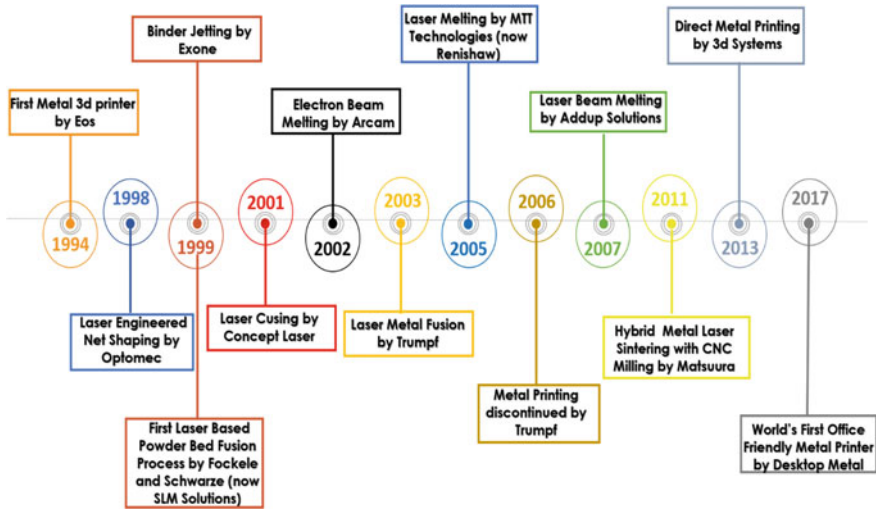 First Metal 3d printer
by Eos
1994
1998
Laser Engineered
Net Shaping by
Optomec
Binder Jetting by
Exone
1999
First Laser Based
Powder Bed Fusion
Process by Fockele
and Schwarze (now
SLM Solutions)
2001
Laser Cusing by
Concept Laser
Electron Beam
Melting by Arcam
2002
2003
Laser Metal Fusion
by Trumpf
Laser Melting by MTT
Technologies (now
Renishaw)
2005
2006
Metal Printing
discontinued by
Trumpf
Laser Beam Melting
by Addup Solutions
2007
2011
Hybrid Metal Laser
Sintering with CNC
Milling by Matsuura
Direct Metal Printing
by 3d Systems
2013
2017
World's First Office
Friendly Metal Printer
by Desktop Metal